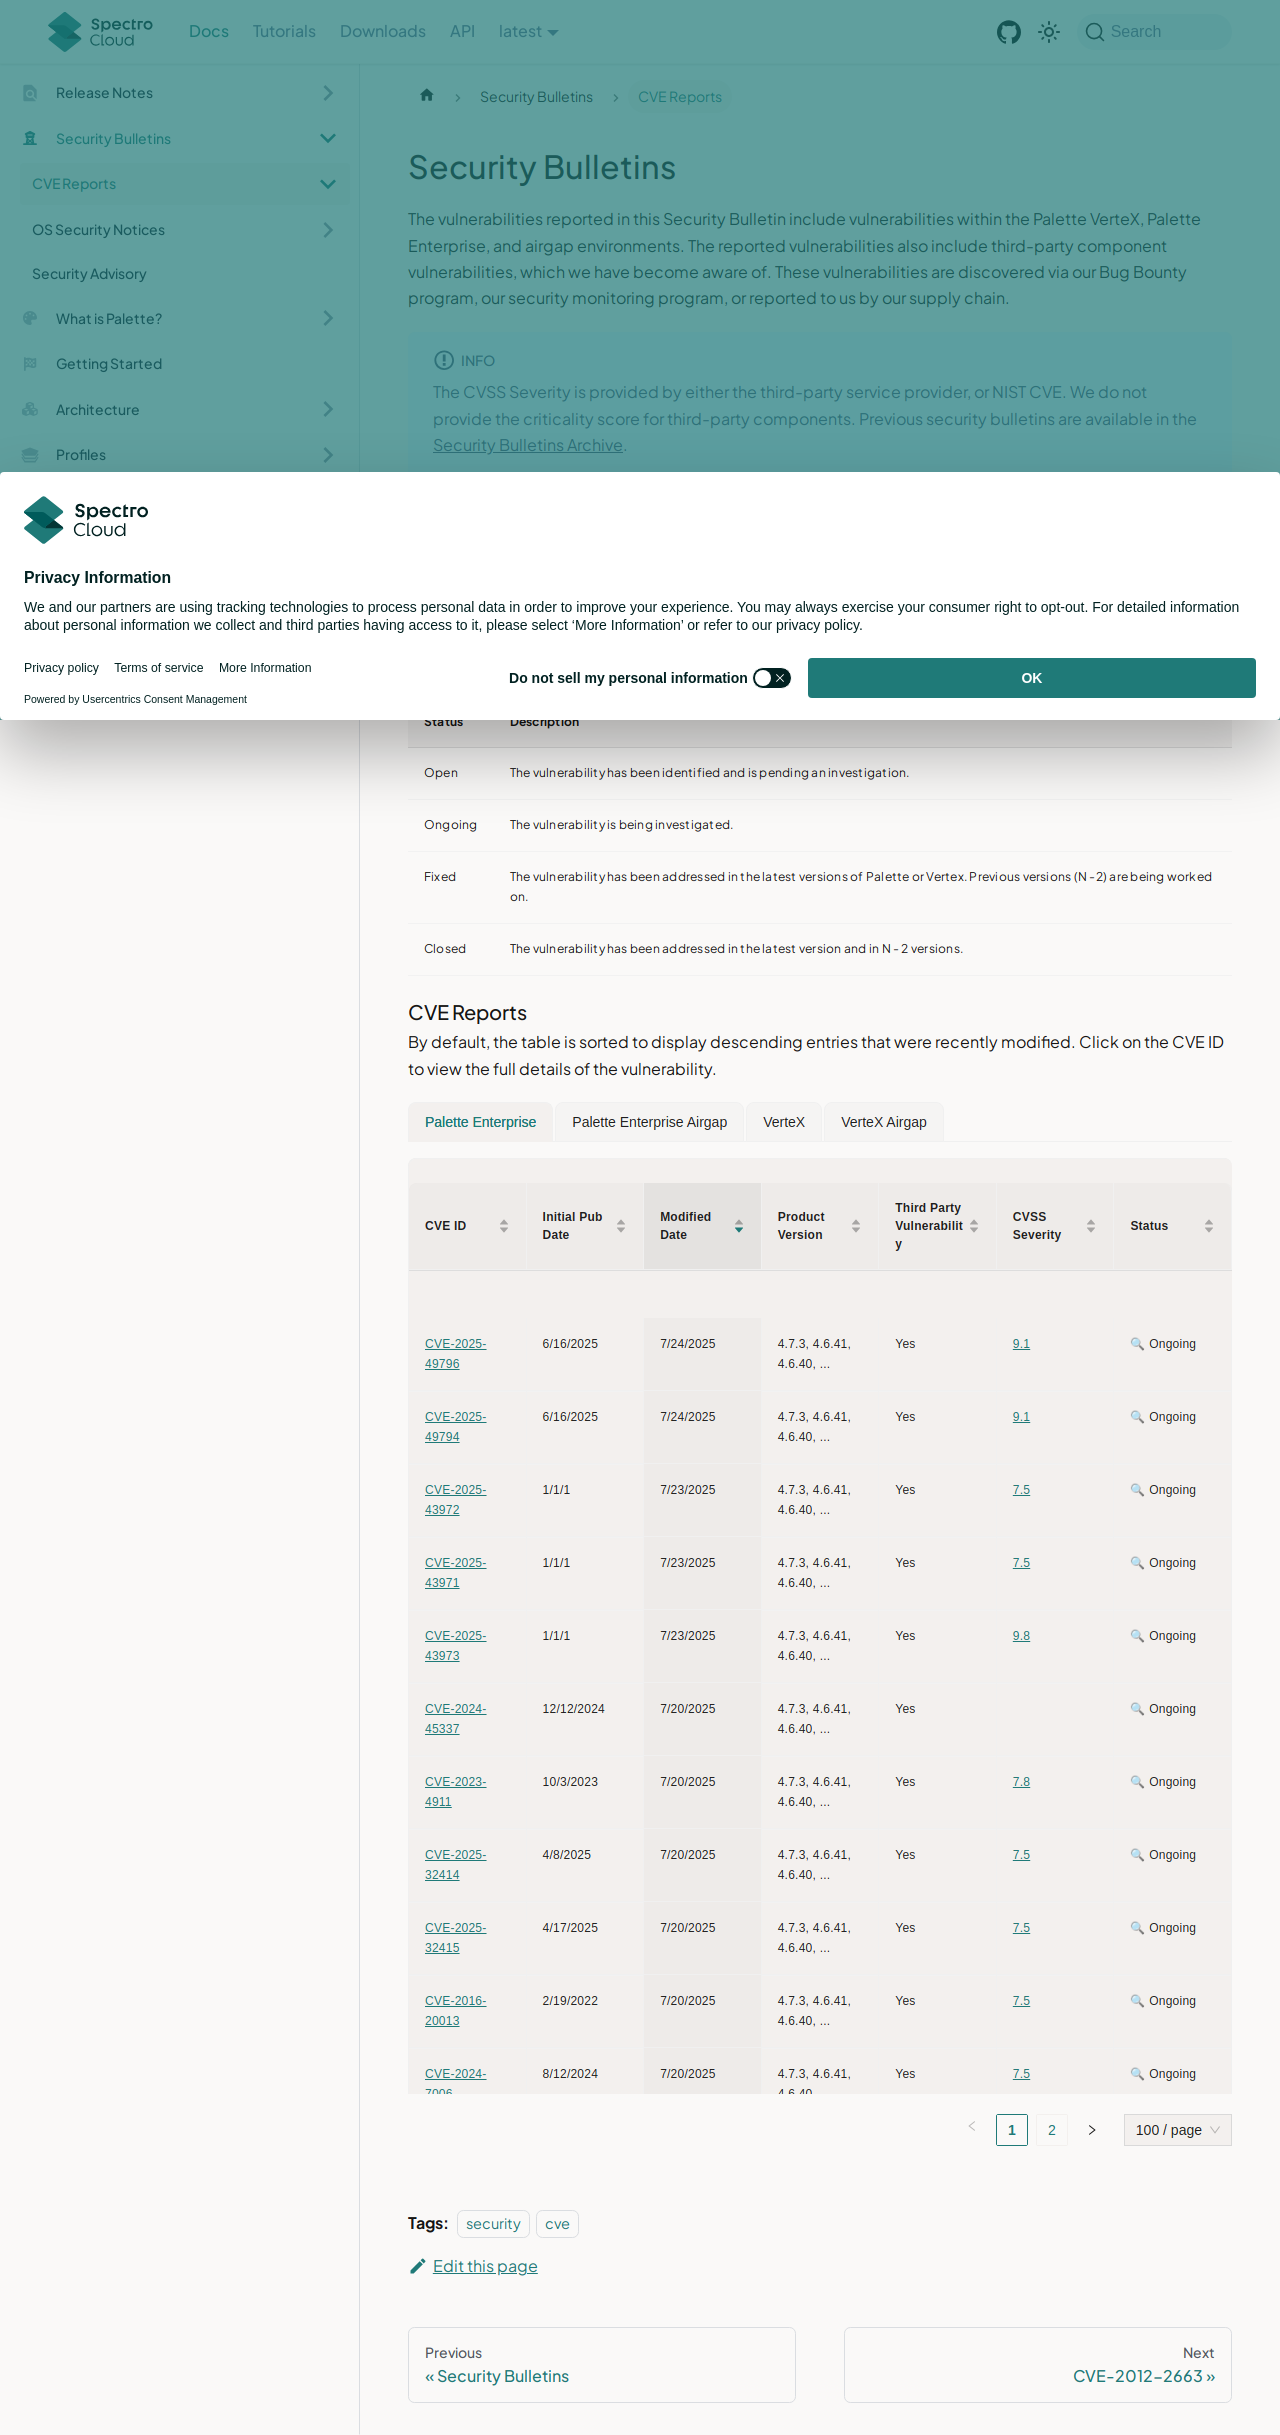 Spectro Cloud
Docs
Tutorials
Downloads
API
latest
Search
Release Notes
Security Bulletins
CVE Reports
OS Security Notices
Security Advisory
What is Palette?
Getting Started
Architecture
Profiles
Security Bulletins
CVE Reports
Security Bulletins
The vulnerabilities reported in this Security Bulletin include vulnerabilities within the Palette VerteX, Palette
Enterprise, and airgap environments. The reported vulnerabilities also include third-party component
vulnerabilities, which we have become aware of. These vulnerabilities are discovered via our Bug Bounty
program, our security monitoring program, or reported to us by our supply chain.
INFO
The CVSS Severity is provided by either the third-party service provider, or NIST CVE. We do not
provide the criticality score for third-party components. Previous security bulletins are available in the
Security Bulletins Archive.
Spectro
Cloud
Privacy Information
We and our partners are using tracking technologies to process personal data in order to improve your experience. You may always exercise your consumer right to opt-out. For detailed information
about personal information we collect and third parties having access to it, please select ‘More Information’ or refer to our privacy policy.
Privacy policy
Terms of service
More Information
Powered by Usercentrics Consent Management
Do not sell my personal information
OK
Status Description
Open The vulnerability has been identified and is pending an investigation.
Ongoing The vulnerability is being investigated.
Fixed The vulnerability has been addressed in the latest versions of Palette or Vertex. Previous versions (N -2) are being worked
on.
Closed The vulnerability has been addressed in the latest version and in N - 2 versions.
CVE Reports
By default, the table is sorted to display descending entries that were recently modified. Click on the CVE ID
to view the full details of the vulnerability.
Palette Enterprise
Palette Enterprise Airgap
VerteX
VerteX Airgap
CVE ID
Initial Pub
Date
Modified
Date
Product
Version
Third Party
Vulnerabilit
y
CVSS
Severity
Status
CVE-2025- 6/16/2025 7/24/2025 4.7.3, 4.6.41, Yes 9.1 🔍 Ongoing
49796 4.6.40, ...
CVE-2025- 6/16/2025 7/24/2025 4.7.3, 4.6.41, Yes 9.1 🔍 Ongoing
49794 4.6.40, ...
CVE-2025- 1/1/1 7/23/2025 4.7.3, 4.6.41, Yes 7.5 🔍 Ongoing
43972 4.6.40, ...
CVE-2025- 1/1/1 7/23/2025 4.7.3, 4.6.41, Yes 7.5 🔍 Ongoing
43971 4.6.40, ...
CVE-2025- 1/1/1 7/23/2025 4.7.3, 4.6.41, Yes 9.8 🔍 Ongoing
43973 4.6.40, ...
CVE-2024- 12/12/2024 7/20/2025 4.7.3, 4.6.41, Yes 🔍 Ongoing
45337 4.6.40, ...
CVE-2023- 10/3/2023 7/20/2025 4.7.3, 4.6.41, Yes 7.8 🔍 Ongoing
4911 4.6.40, ...
CVE-2025- 4/8/2025 7/20/2025 4.7.3, 4.6.41, Yes 7.5 🔍 Ongoing
32414 4.6.40, ...
CVE-2025- 4/17/2025 7/20/2025 4.7.3, 4.6.41, Yes 7.5 🔍 Ongoing
32415 4.6.40, ...
CVE-2016- 2/19/2022 7/20/2025 4.7.3, 4.6.41, Yes 7.5 🔍 Ongoing
20013 4.6.40, ...
CVE-2024- 8/12/2024 7/20/2025 4.7.3, 4.6.41, Yes 7.5 🔍 Ongoing
7006 4.6.40
1
2
100 / page
Tags: security cve
Edit this page
Previous
« Security Bulletins
Next
CVE-2012-2663 »